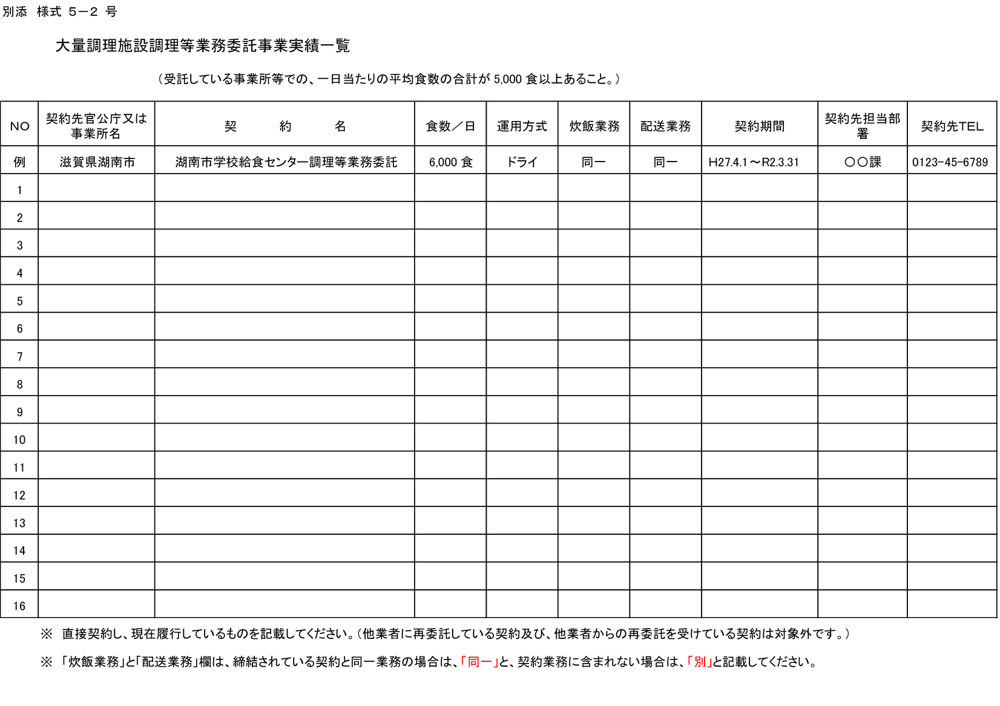 別添 様式 5－2 号
大量調理施設調理等業務委託事業実績一覧
（受託している事業所等での、一日当たりの平均食数の合計が 5,000 食以上あること。）
NO 契約先官公庁又は事業所名 契 約 名 食数／日 運用方式 炊飯業務 配送業務 契約期間 契約先担当部署 契約先TEL
例 滋賀県湖南市 湖南市学校給食センター調理等業務委託 6,000 食 ドライ 同一 同一 H27.4.1～R2.3.31 〇〇課 0123-45-6789
1
2
3
4
5
6
7
8
9
10
11
12
13
14
15
16
※ 直接契約し、現在履行しているものを記載してください。（他業者に再委託している契約及び、他業者からの再委託を受けている契約は対象外です。）
※ 「炊飯業務」と「配送業務」欄は、締結されている契約と同一業務の場合は、「同一」と、契約業務に含まれない場合は、「別」と記載してください。